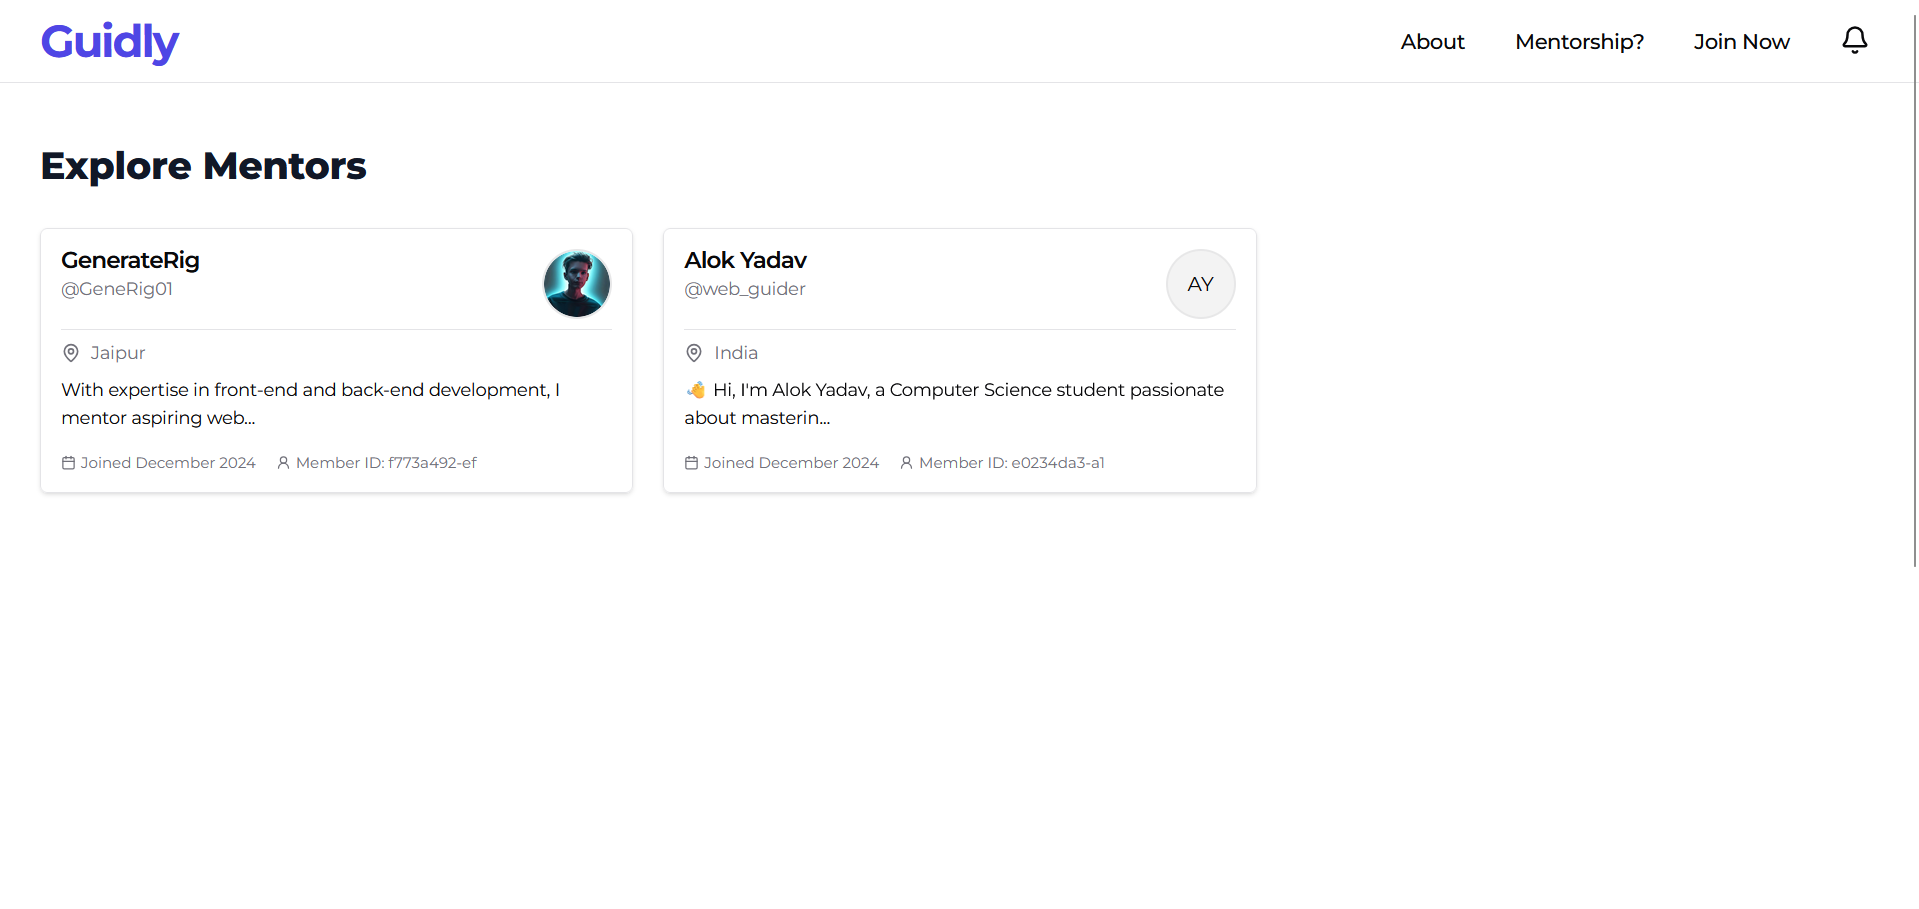 Guidly
About
Mentorship?
Join Now
Explore Mentors
GenerateRig
@GeneRig01
Jaipur
With expertise in front-end and back-end development, I
mentor aspiring web...
Joined December 2024
Member ID: f773a492-ef
Alok Yadav
@web_guider
AY
India
👋 Hi, I'm Alok Yadav, a Computer Science student passionate
about masterin...
Joined December 2024
Member ID: e0234da3-a1